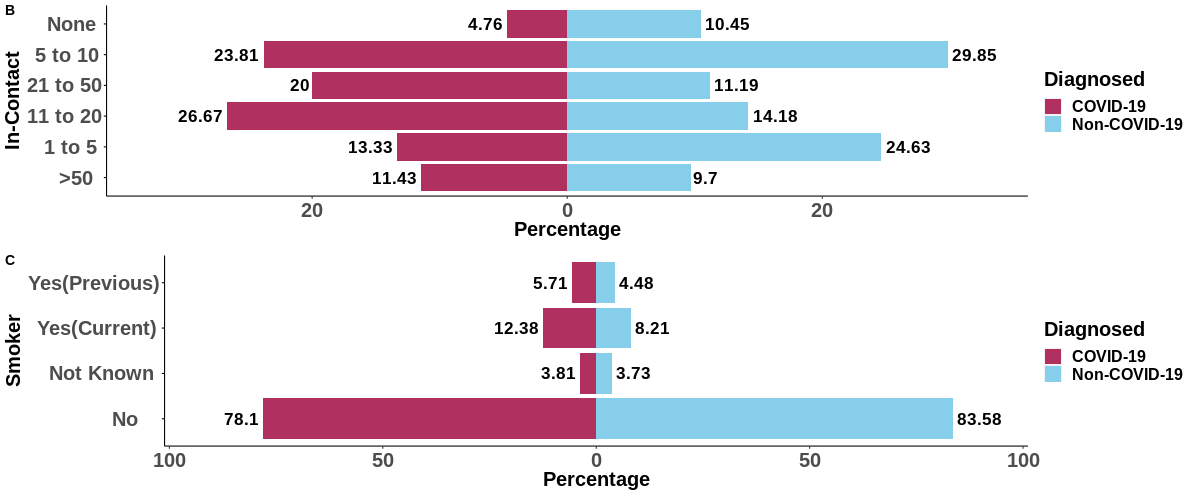 B
None 4.76 10.45
5 to 10 23.81 29.85
21 to 50 20 11.19
11 to 20 26.67 14.18
1 to 5 13.33 24.63
>50 11.43 9.7
In-Contact
20 0 20
Percentage
Diagnosed
COVID-19
Non-COVID-19
C
Yes(Previous) 5.71 4.48
Yes(Current) 12.38 8.21
Not Known 3.81 3.73
No 78.1 83.58
Smoker
100 50 0 50 100
Percentage
Diagnosed
COVID-19
Non-COVID-19